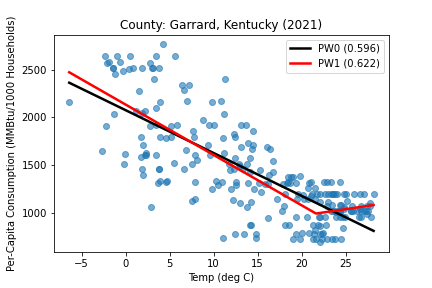 County: Garrard, Kentucky (2021)
Per-Capita Consumption (MMBtu/1000 Households)
2500
2000
1500
1000
PW0 (0.596)
PW1 (0.622)
−5
0
5
10
15
20
25
Temp (deg C)